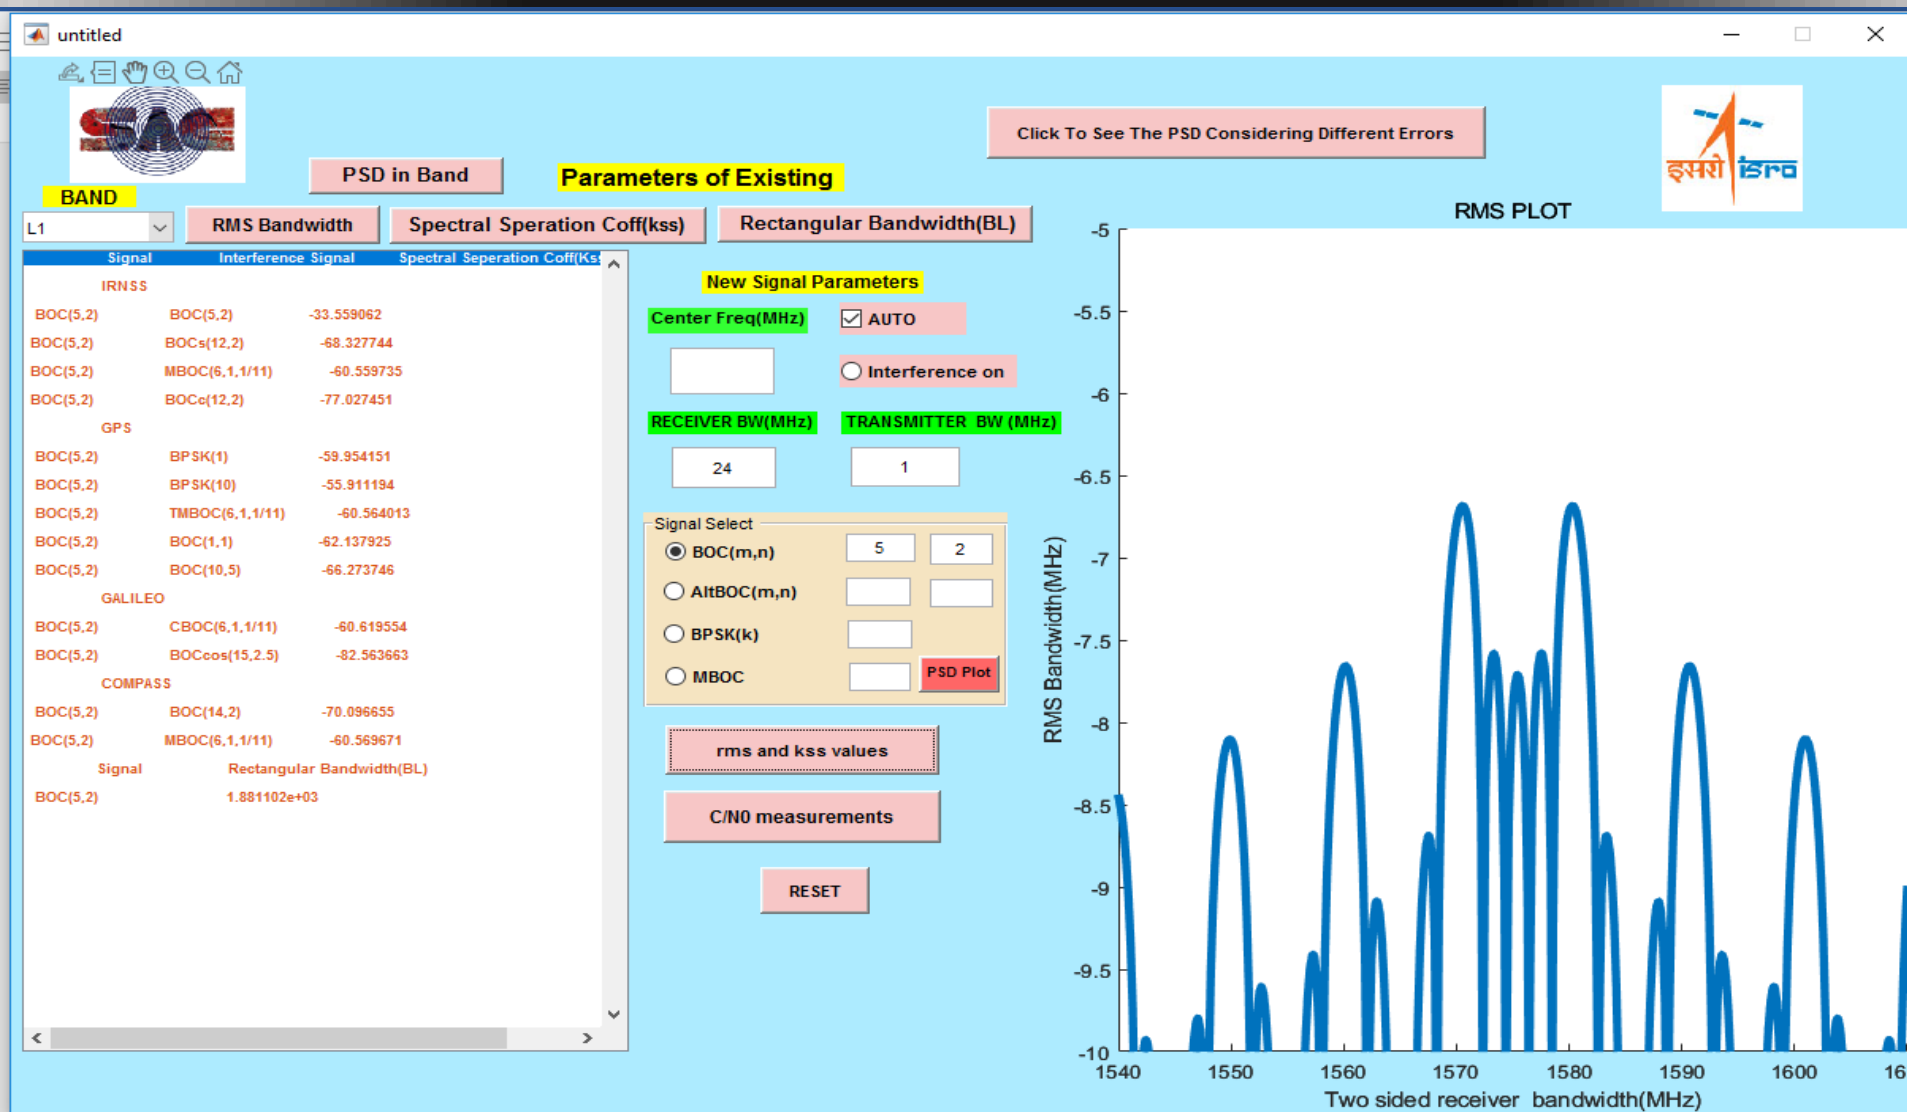 untitled
SAC
Click To See The PSD Considering Different Errors
इसरो isro
PSD in Band
Parameters of Existing
BAND
L1
RMS Bandwidth
Spectral Speration Coff(kss)
Rectangular Bandwidth(BL)
Signal Interference Signal Spectral Seperation Coff(Ks
IRNSS
BOC(5,2) BOC(5,2) -33.559062
BOC(5,2) BOCs(12,2) -68.327744
BOC(5,2) MBOC(6,1,1/11) -60.559735
BOC(5,2) BOCc(12,2) -77.027451
GPS
BOC(5,2) BPSK(1) -59.954151
BOC(5,2) BPSK(10) -55.911194
BOC(5,2) TMBOC(6,1,1/11) -60.564013
BOC(5,2) BOC(1,1) -62.137925
BOC(5,2) BOC(10,5) -66.273746
GALILEO
BOC(5,2) CBOC(6,1,1/11) -60.619554
BOC(5,2) BOCcos(15,2.5) -82.563663
COMPASS
BOC(5,2) BOC(14,2) -70.096655
BOC(5,2) MBOC(6,1,1/11) -60.569671
Signal Rectangular Bandwidth(BL)
BOC(5,2) 1.881102e+03
New Signal Parameters
Center Freq(MHz) AUTO
Interference on
RECEIVER BW(MHz) TRANSMITTER BW (MHz)
24 1
Signal Select
BOC(m,n) 5 2
AltBOC(m,n)
BPSK(k)
MBOC PSD Plot
rms and kss values
C/N0 measurements
RESET
RMS PLOT
RMS Bandwidth(MHz)
-5
-5.5
-6
-6.5
-7
-7.5
-8
-8.5
-9
-9.5
-10
1540 1550 1560 1570 1580 1590 1600 16
Two sided receiver bandwidth(MHz)